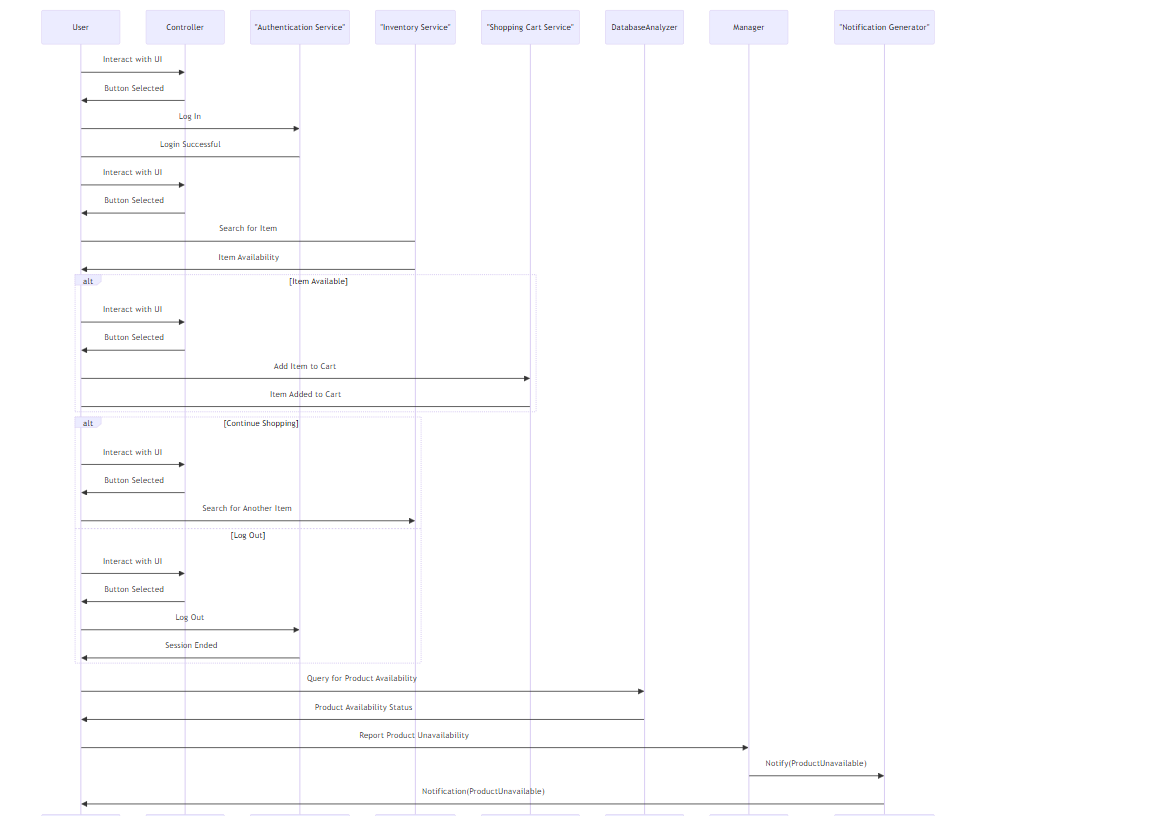 User
Controller
"Authentication Service"
"Inventory Service"
"Shopping Cart Service"
DatabaseAnalyzer
Manager
"Notification Generator"
Interact with UI
Button Selected
Log In
Login Successful
Interact with UI
Button Selected
Search for Item
Item Availability
alt
[Item Available]
Interact with UI
Button Selected
Add Item to Cart
Item Added to Cart
alt
[Continue Shopping]
Interact with UI
Button Selected
Search for Another Item
[Log Out]
Interact with UI
Button Selected
Log Out
Session Ended
Query for Product Availability
Product Availability Status
Report Product Unavailability
Notify(ProductUnavailable)
Notification(ProductUnavailable)